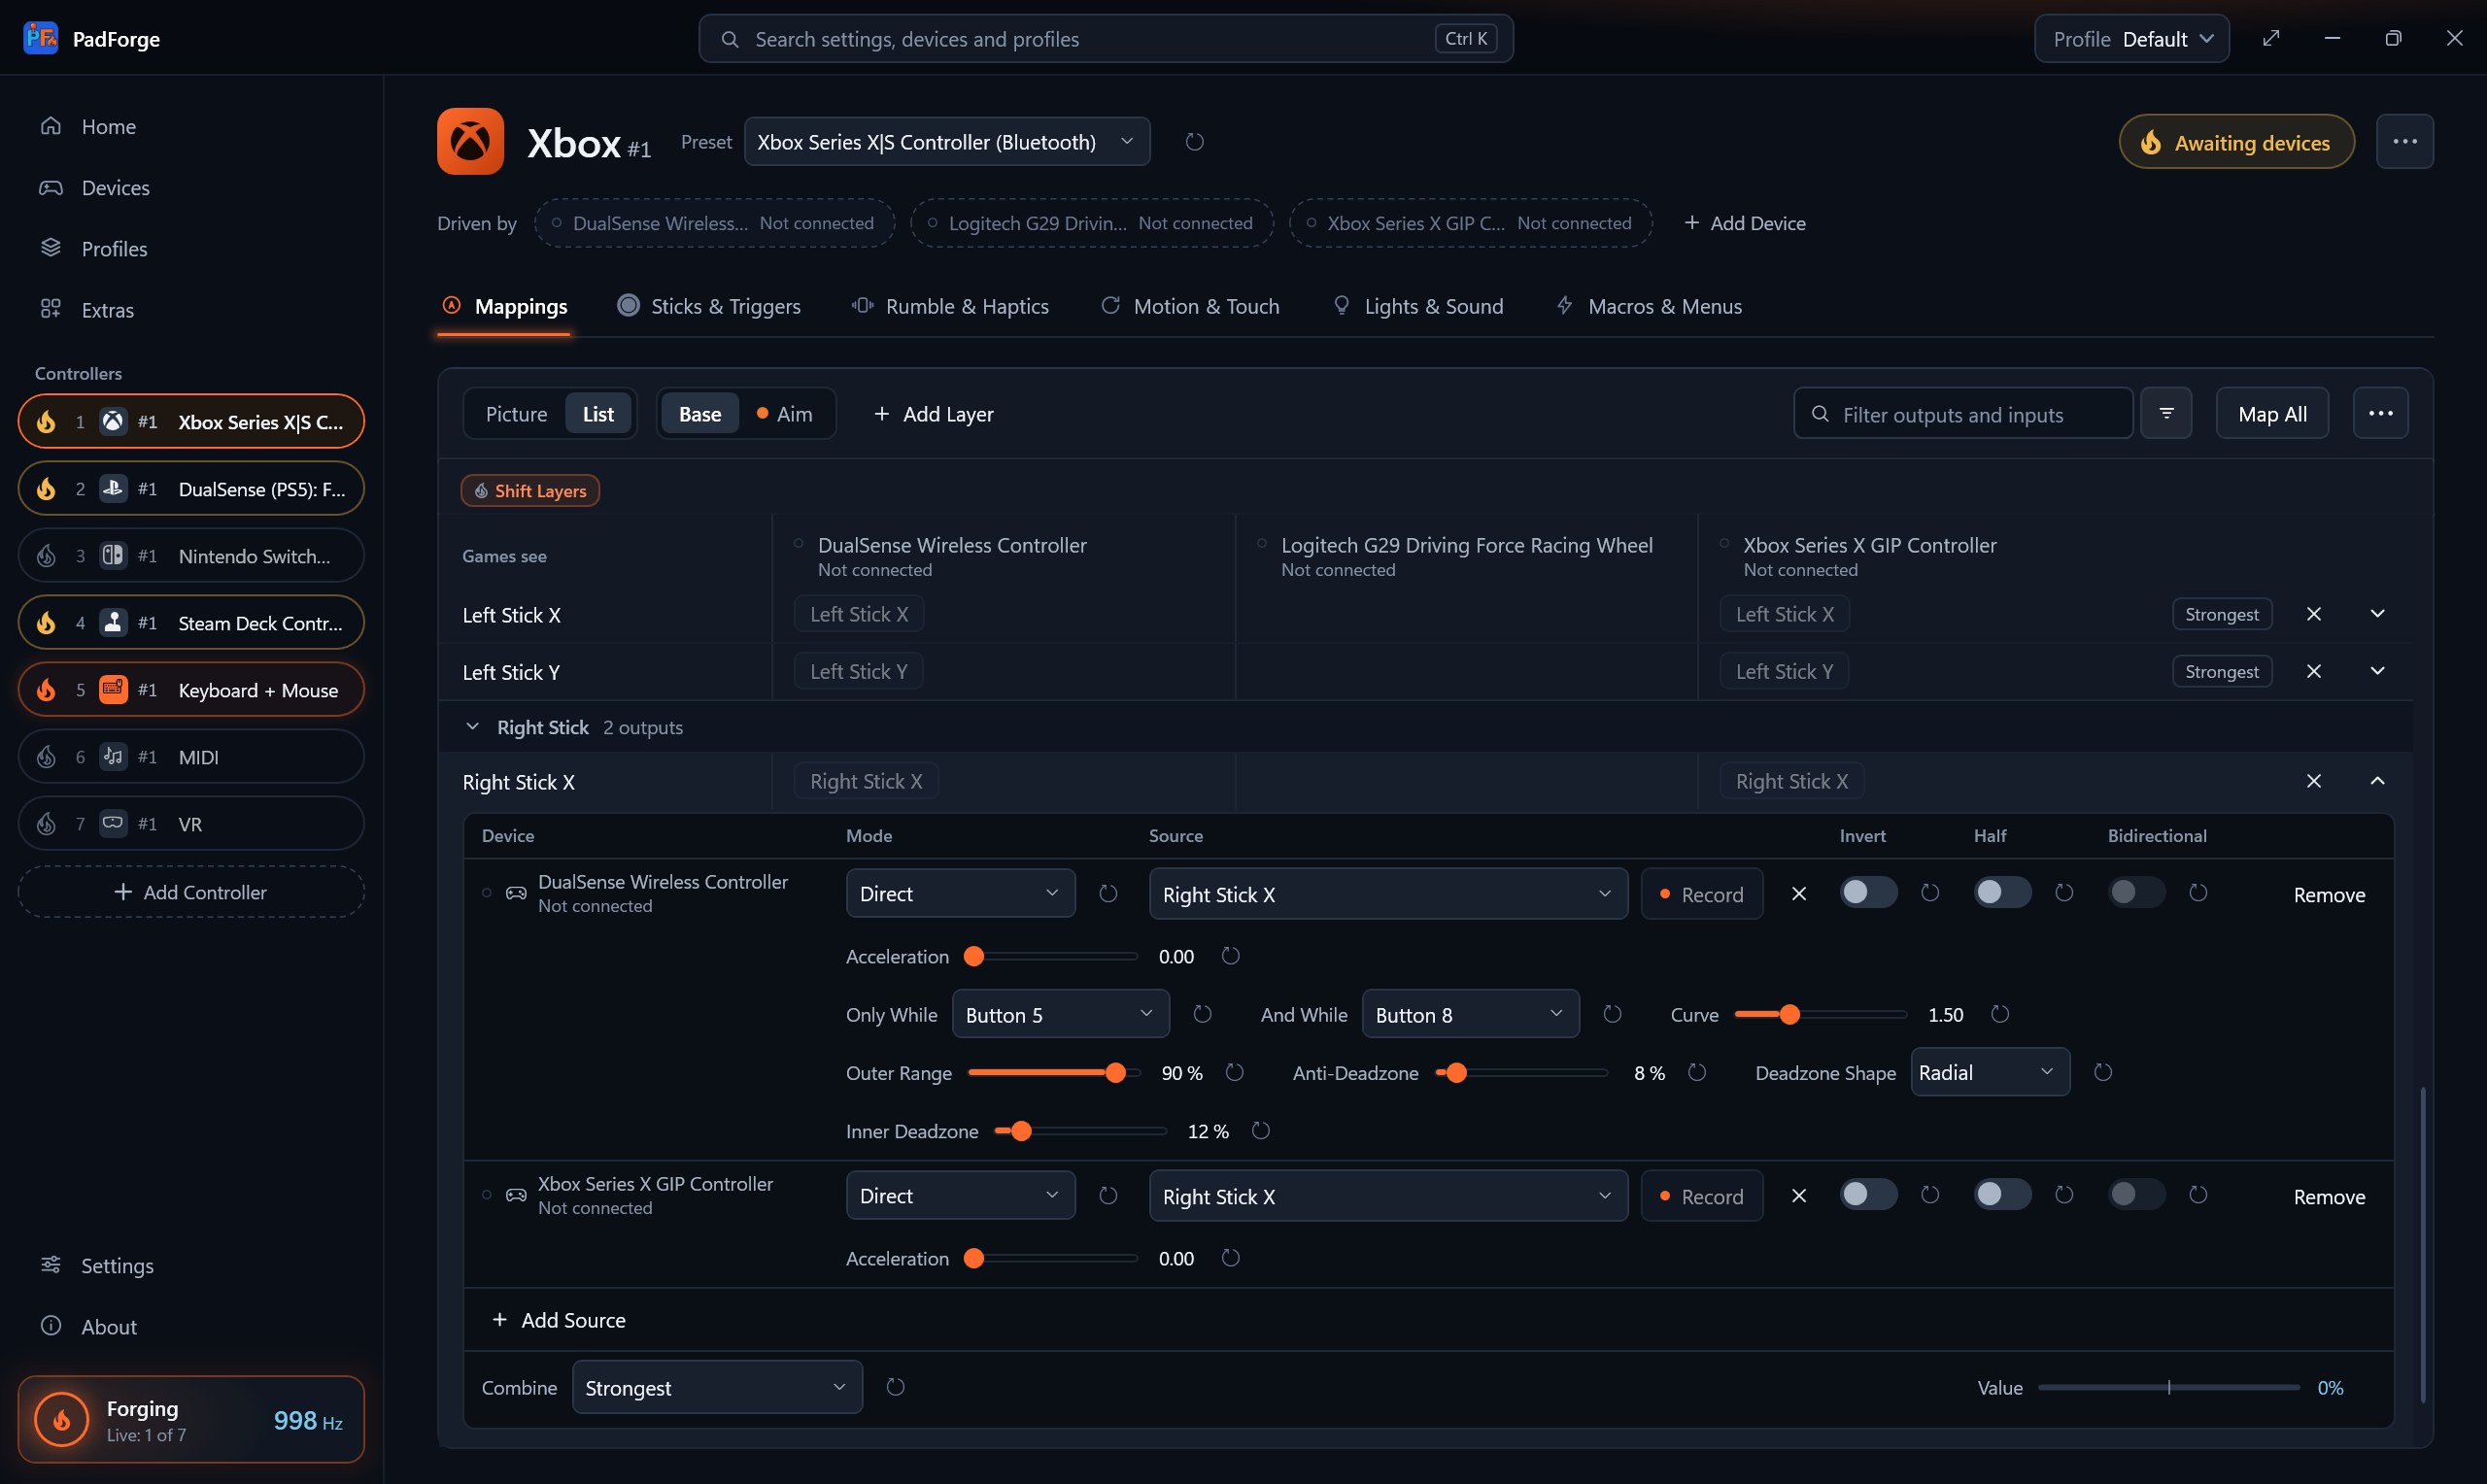 PadForge
Search settings, devices and profiles
Ctrl K
Profile Default
Home
Devices
Profiles
Extras
Controllers
1 #1 Xbox Series X|S C...
2 #1 DualSense (PS5): F...
3 #1 Nintendo Switch...
4 #1 Steam Deck Contr...
5 #1 Keyboard + Mouse
6 #1 MIDI
7 #1 VR
+ Add Controller
Settings
About
Forging
Live: 1 of 7
998 Hz
Xbox #1
Preset Xbox Series X|S Controller (Bluetooth)
Awaiting devices
Driven by DualSense Wireless... Not connected Logitech G29 Drivin... Not connected Xbox Series X GIP C... Not connected + Add Device
Mappings Sticks & Triggers Rumble & Haptics Motion & Touch Lights & Sound Macros & Menus
Picture List Base Aim + Add Layer Filter outputs and inputs Map All
Shift Layers
Games see
DualSense Wireless Controller
Not connected
Logitech G29 Driving Force Racing Wheel
Not connected
Xbox Series X GIP Controller
Not connected
Left Stick X Left Stick X Left Stick X Strongest
Left Stick Y Left Stick Y Left Stick Y Strongest
Right Stick 2 outputs
Right Stick X Right Stick X Right Stick X
Device Mode Source Invert Half Bidirectional
DualSense Wireless Controller
Not connected
Direct Right Stick X Record Remove
Acceleration 0.00
Only While Button 5 And While Button 8 Curve 1.50
Outer Range 90 % Anti-Deadzone 8 % Deadzone Shape Radial
Inner Deadzone 12 %
Xbox Series X GIP Controller
Not connected
Direct Right Stick X Record Remove
Acceleration 0.00
+ Add Source
Combine Strongest Value 0%